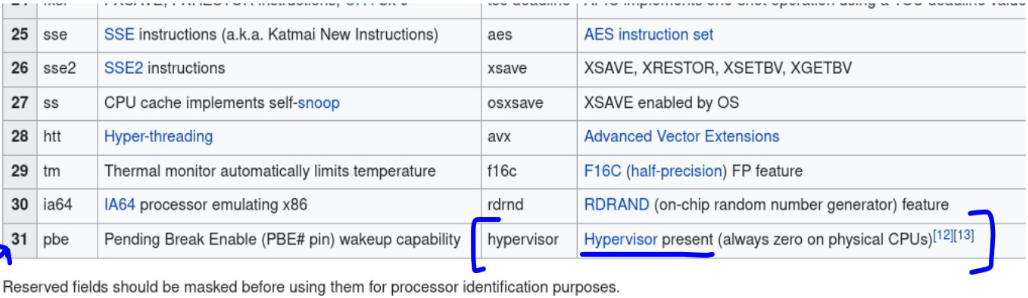 25 sse SSE instructions (a.k.a. Katmai New Instructions) aes AES instruction set
26 sse2 SSE2 instructions xsave XSAVE, XRESTOR, XSETBV, XGETBV
27 ss CPU cache implements self-snoop osxsave XSAVE enabled by OS
28 htt Hyper-threading avx Advanced Vector Extensions
29 tm Thermal monitor automatically limits temperature f16c F16C (half-precision) FP feature
30 ia64 IA64 processor emulating x86 rdrnd RDRAND (on-chip random number generator) feature
31 pbe Pending Break Enable (PBE# pin) wakeup capability hypervisor Hypervisor present (always zero on physical CPUs)[12][13]
Reserved fields should be masked before using them for processor identification purposes.